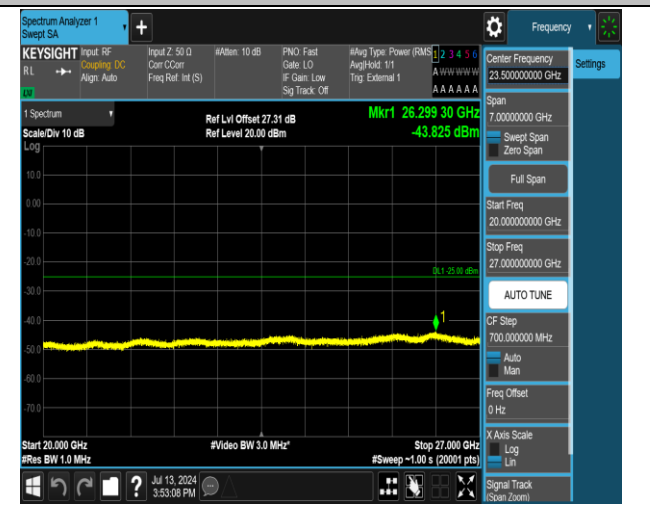 Spectrum Analyzer 1
Swept SA
Frequency
KEYSIGHT
RL
LW
Input: RF
Coupling: DC
Align: Auto
Input Z: 50 Ω
Corr CCorr
Freq Ref: Int (S)
#Atten: 10 dB
PNO: Fast
Gate: LO
IF Gain: Low
Sig Track: Off
#Avg Type: Power (RMS
Avg|Hold: 1/1
Trig: External 1
1 2 3 4 5 6
A W W W W W
A A A A A A
1 Spectrum
Scale/Div 10 dB
Log
Ref Lvl Offset 27.31 dB
Ref Level 20.00 dBm
Mkr1 26.299 30 GHz
-43.825 dBm
10.0
0.00
-10.0
-20.0
DL1 -25.00 dBm
-30.0
-40.0
1
-50.0
-60.0
-70.0
Start 20.000 GHz
#Video BW 3.0 MHz*
Stop 27.000 GHz
#Res BW 1.0 MHz
#Sweep ~1.00 s (20001 pts)
Jul 13, 2024
3:53:08 PM
Center Frequency
23.500000000 GHz
Settings
Span
7.00000000 GHz
Swept Span
Zero Span
Full Span
Start Freq
20.000000000 GHz
Stop Freq
27.000000000 GHz
AUTO TUNE
CF Step
700.000000 MHz
Auto
Man
Freq Offset
0 Hz
X Axis Scale
Log
Lin
Signal Track
(Span Zoom)